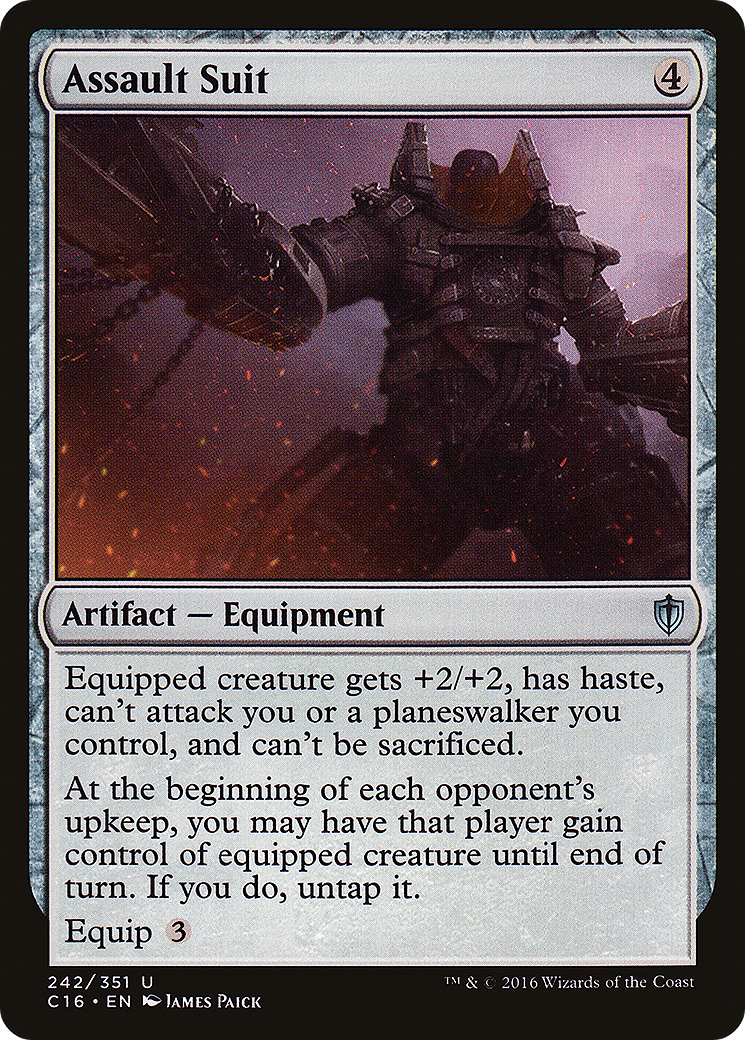 Assault Suit 4
Artifact — Equipment
Equipped creature gets +2/+2, has haste,
can't attack you or a planeswalker you
control, and can't be sacrificed.
At the beginning of each opponent's
upkeep, you may have that player gain
control of equipped creature until end of
turn. If you do, untap it.
Equip 3
242/351 U
™ & © 2016 Wizards of the Coast
C16 • EN James Paick